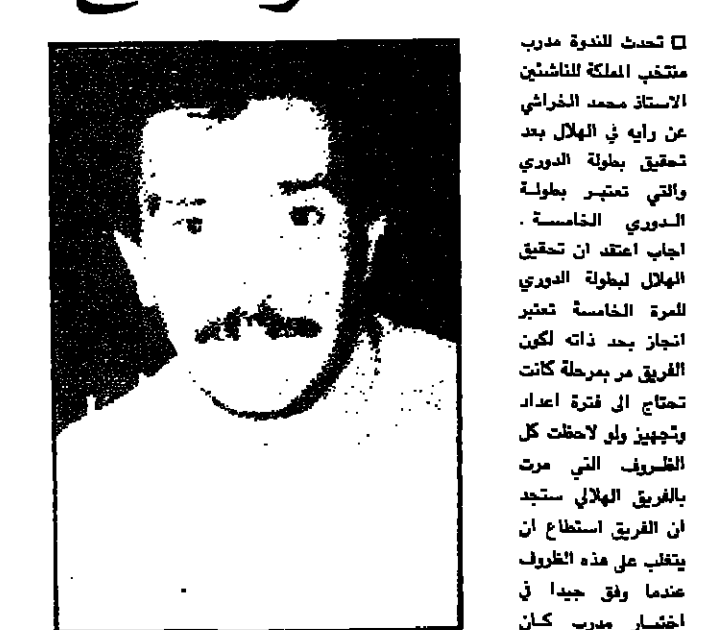 □ تحدث للندوة مدرب
منتخب المملكة للناشئين
الاستاذ محمد الخراشي
عن رايه في الهلال بعد
تحقيق بطولة الدوري
والتي تعتبر بطولة
الدوري الخامسة .
اجاب اعتقد ان تحقيق
الهلال لبطولة الدوري
للمرة الخامسة تعتبر
انجاز بحد ذاته لكون
الفريق مر بمرحلة كانت
تحتاج الى فترة اعداد
وتجهيز ولو لاحظت كل
الظروف التي مرت
بالفريق الهلالي ستجد
ان الفريق استطاع ان
يتغلب على هذه الظروف
عندما وفق جيدا في
اختيار مدرب كان